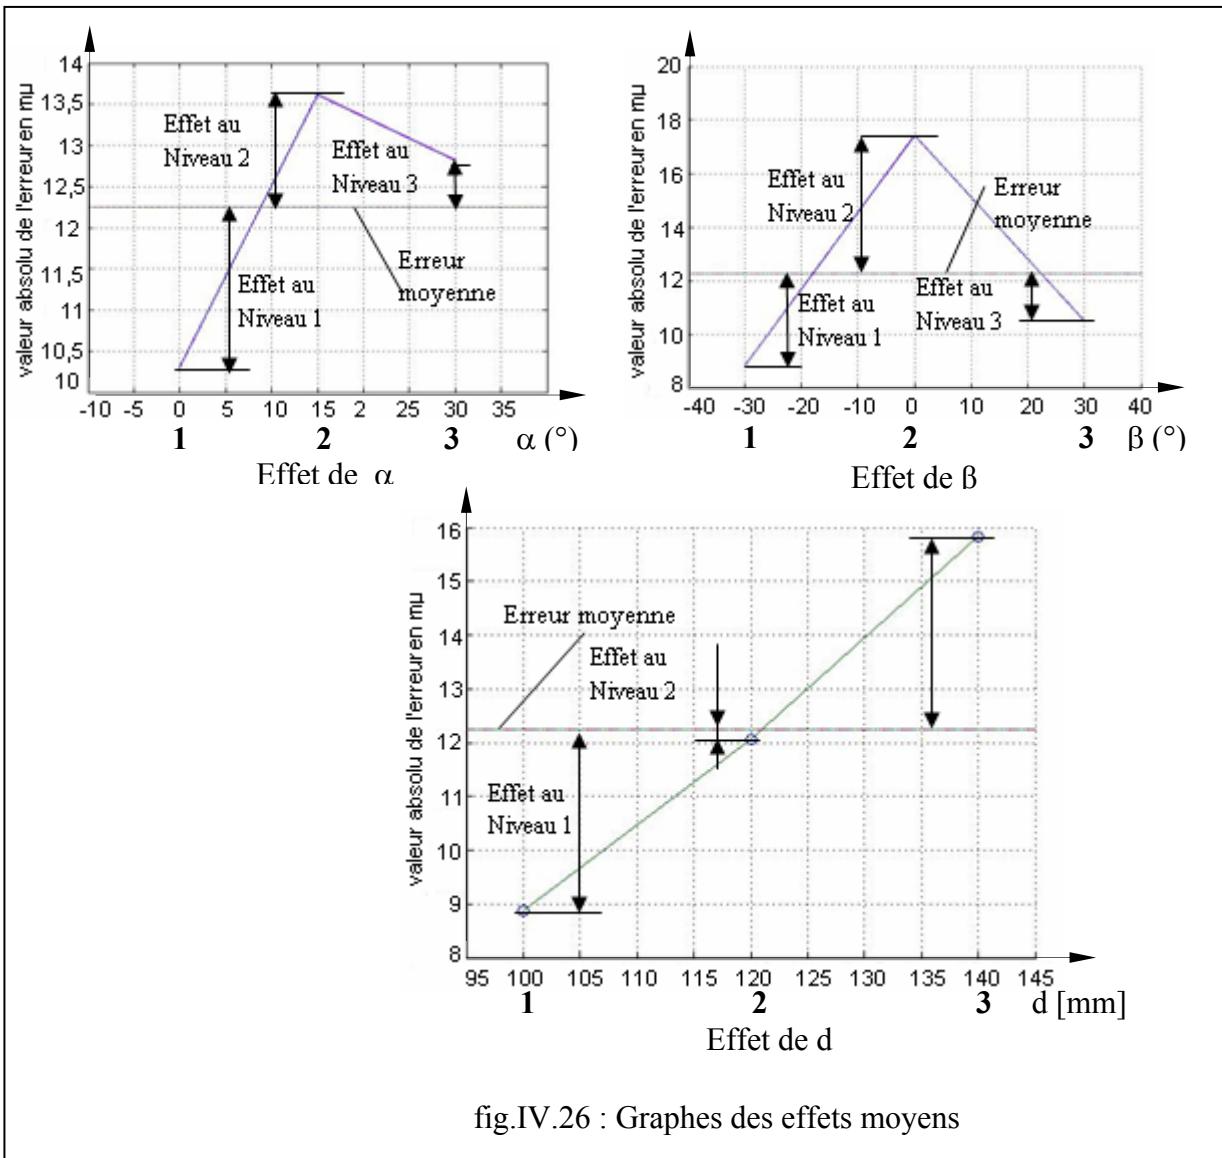 valeur absolu de l'erreur en mµ
14
13,5
13
12,5
12
11,5
11
10,5
10
Effet au
Niveau 2
Effet au
Niveau 3
Effet au
Niveau 1
Erreur
moyenne
-10 -5 0 5 10 15 2 25 30 35
1 2 3 α (°)
Effet de α
valeur absolu de l'erreur en mµ
20
18
16
14
12
10
8
Effet au
Niveau 2
Erreur
moyenne
Effet au
Niveau 1
Effet au
Niveau 3
-40 -30 -20 -10 0 10 20 30 40
1 2 3 β (°)
Effet de β
valeur absolu de l'erreur en mµ
16
15
14
13
12
11
10
9
8
Erreur moyenne
Effet au
Niveau 2
Effet au
Niveau 1
95 100 105 110 115 120 125 130 135 140 145
1 2 3 d [mm]
Effet de d
fig.IV.26 : Graphes des effets moyens